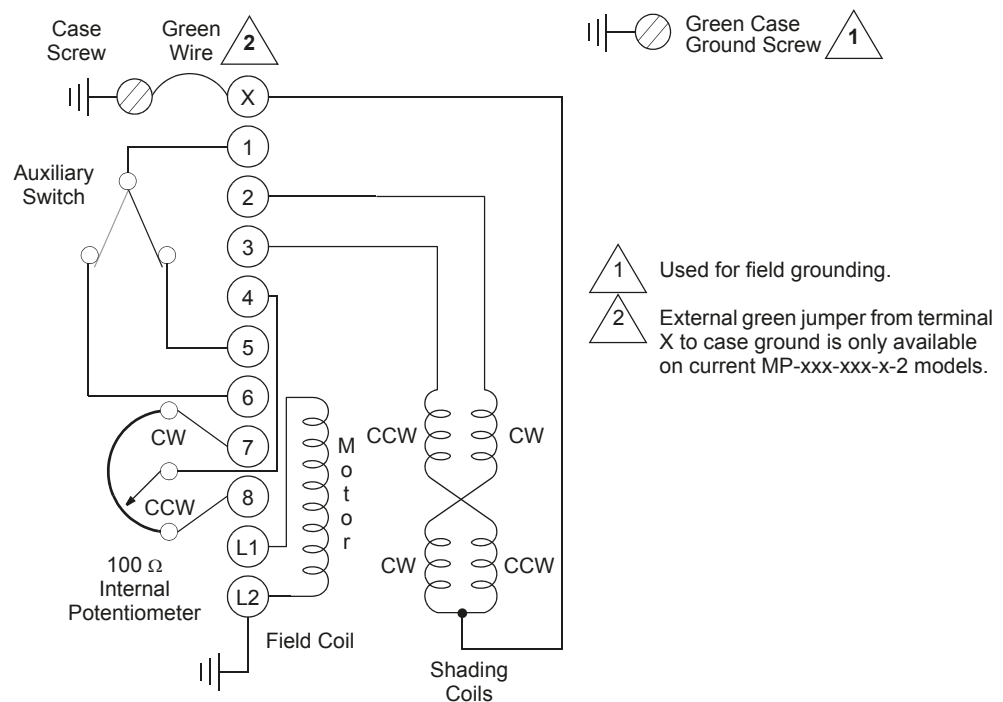 Case
Screw
Green
Wire
2
Green Case
Ground Screw
1
X
1
2
3
4
5
6
7
8
L1
L2
Auxiliary
Switch
CW
CCW
100 Ω
Internal
Potentiometer
Motor
Field Coil
CCW
CW
CW
CCW
Shading
Coils
1
Used for field grounding.
2
External green jumper from terminal
X to case ground is only available
on current MP-xxx-xxx-x-2 models.